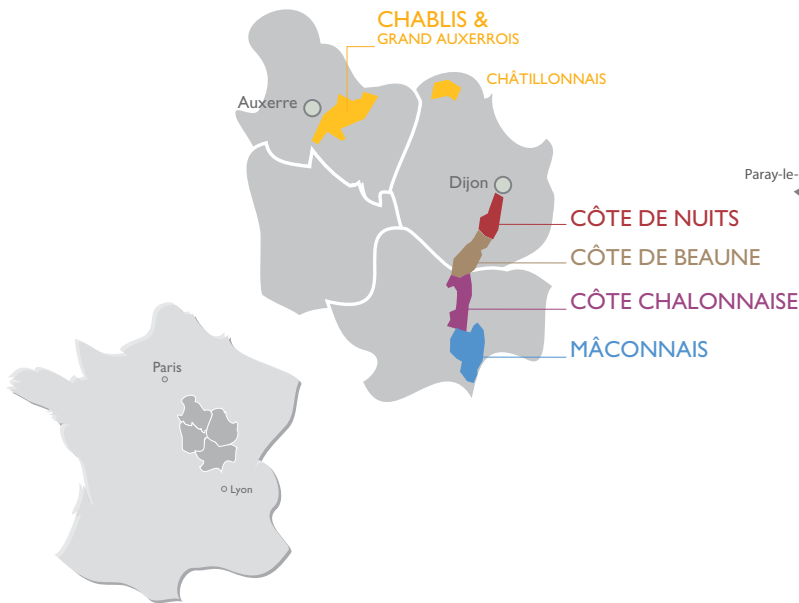 CHABLIS &
GRAND AUXERROIS
CHÂTILLONNAIS
Auxerre
Dijon
Paray-le-
CÔTE DE NUITS
CÔTE DE BEAUNE
CÔTE CHALONNAISE
MÂCONNAIS
Paris
Lyon